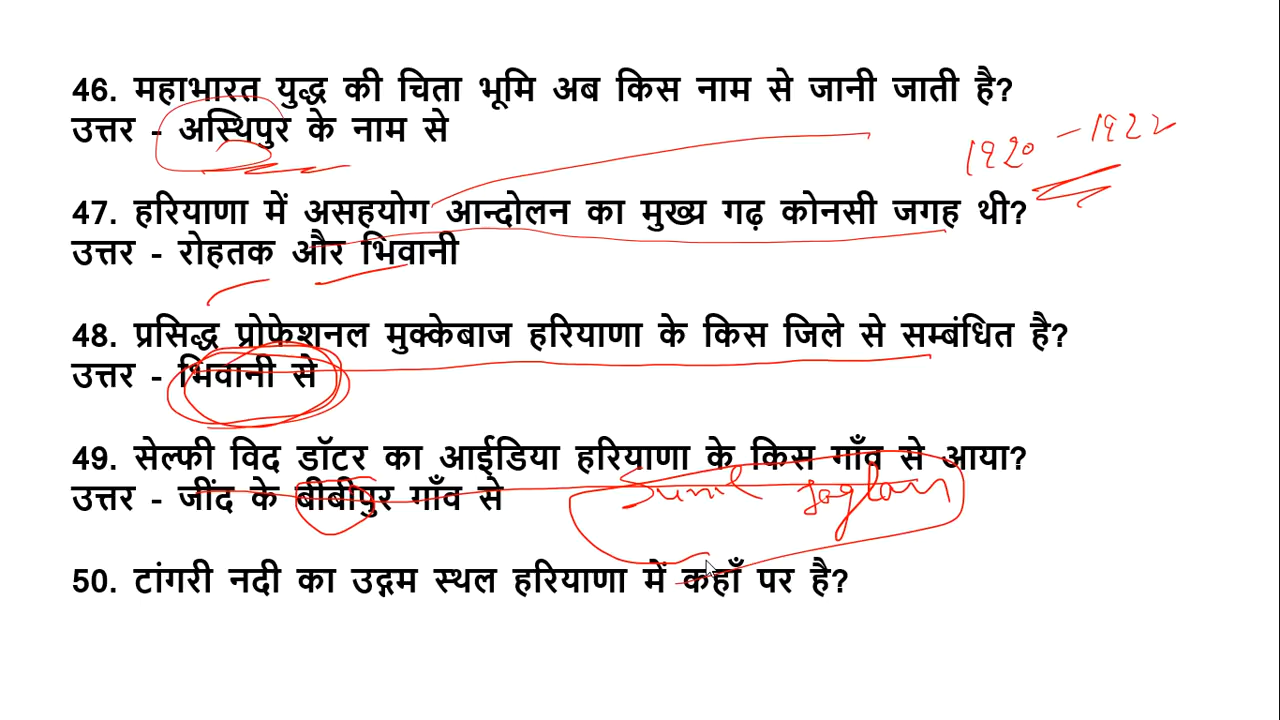 46. महाभारत युद्ध की चिता भूमि अब किस नाम से जानी जाती है?
उत्तर - अस्थिपुर के नाम से
1920 - 1922
47. हरियाणा में असहयोग आन्दोलन का मुख्य गढ़ कोनसी जगह थी?
उत्तर - रोहतक और भिवानी
48. प्रसिद्ध प्रोफेशनल मुक्केबाज हरियाणा के किस जिले से सम्बंधित है?
उत्तर - भिवानी से
49. सेल्फी विद डॉटर का आईडिया हरियाणा के किस गाँव से आया?
उत्तर - जींद के बीबीपुर गाँव से
Sunil Jaglan
50. टांगरी नदी का उद्गम स्थल हरियाणा में कहाँ पर है?